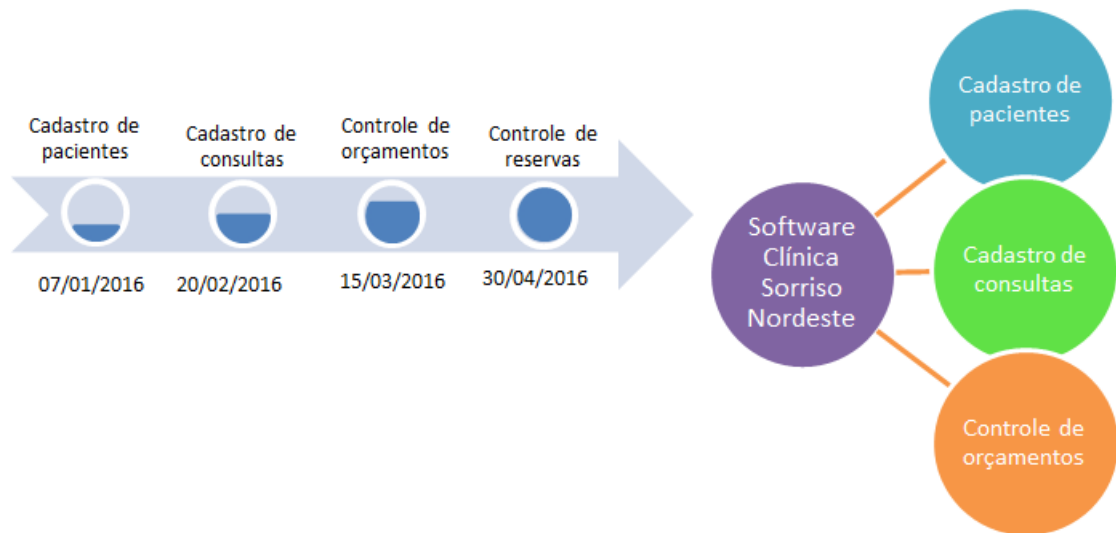 Cadastro de
pacientes
Cadastro de
consultas
Controle de
orçamentos
Controle de
reservas
07/01/2016
20/02/2016
15/03/2016
30/04/2016
Software
Clínica
Sorriso
Nordeste
Cadastro de
pacientes
Cadastro de
consultas
Controle de
orçamentos